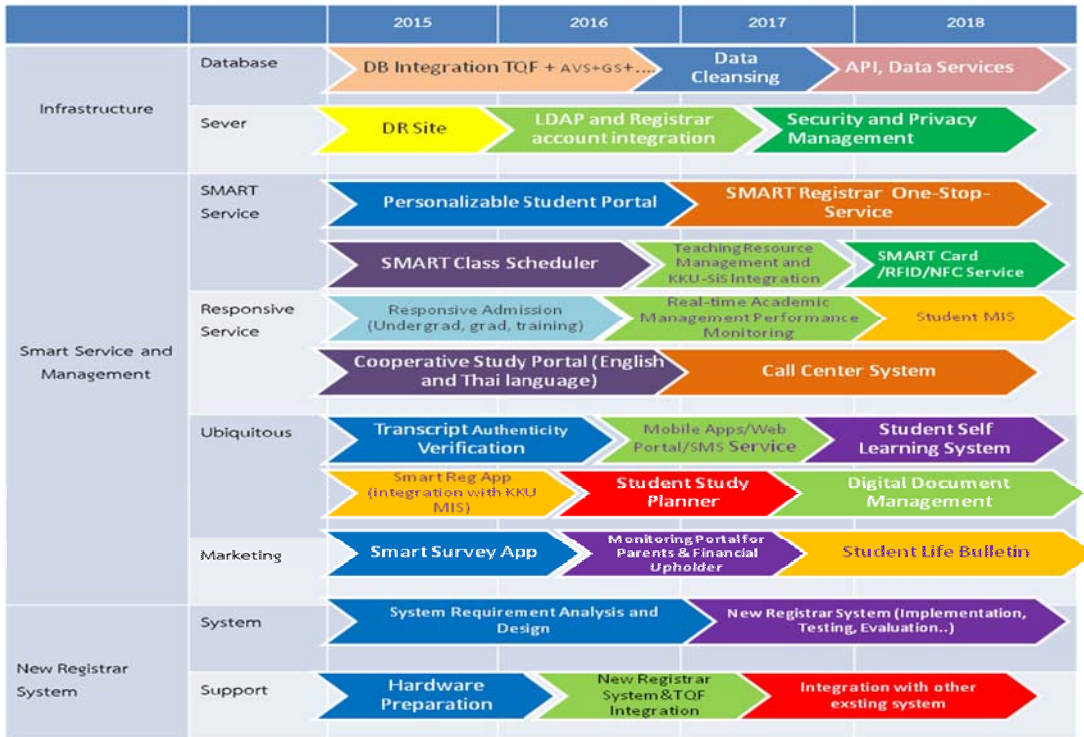 2015 2016 2017 2018
Infrastructure
Database
DB Integration TQF + AVS+GS+....
Data
Cleansing
API, Data Services
Sever
DR Site
LDAP and Registrar
account integration
Security and Privacy
Management
Smart Service and
Management
SMART
Service
Personalizable Student Portal
SMART Registrar One-Stop-
Service
SMART Class Scheduler
Teaching Resource
Management and
KKU-SiS Integration
SMART Card
/RFID/NFC Service
Responsive
Service
Responsive Admission
(Undergrad, grad, training)
Real-time Academic
Management Performance
Monitoring
Student MIS
Cooperative Study Portal (English
and Thai language)
Call Center System
Ubiquitous
Transcript Authenticity
Verification
Mobile Apps/Web
Portal/SMS Service
Student Self
Learning System
Smart Reg App
(integration with KKU
MIS)
Student Study
Planner
Digital Document
Management
Marketing
Smart Survey App
Monitoring Portal for
Parents & Financial
Upholder
Student Life Bulletin
New Registrar
System
System
System Requirement Analysis and
Design
New Registrar System (Implementation,
Testing, Evaluation..)
Support
Hardware
Preparation
New Registrar
System&TQF
Integration
Integration with other
exsting system